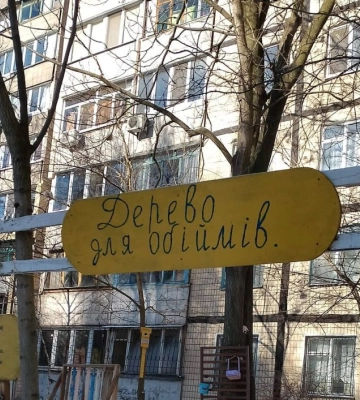 Дерево
для обіймів.